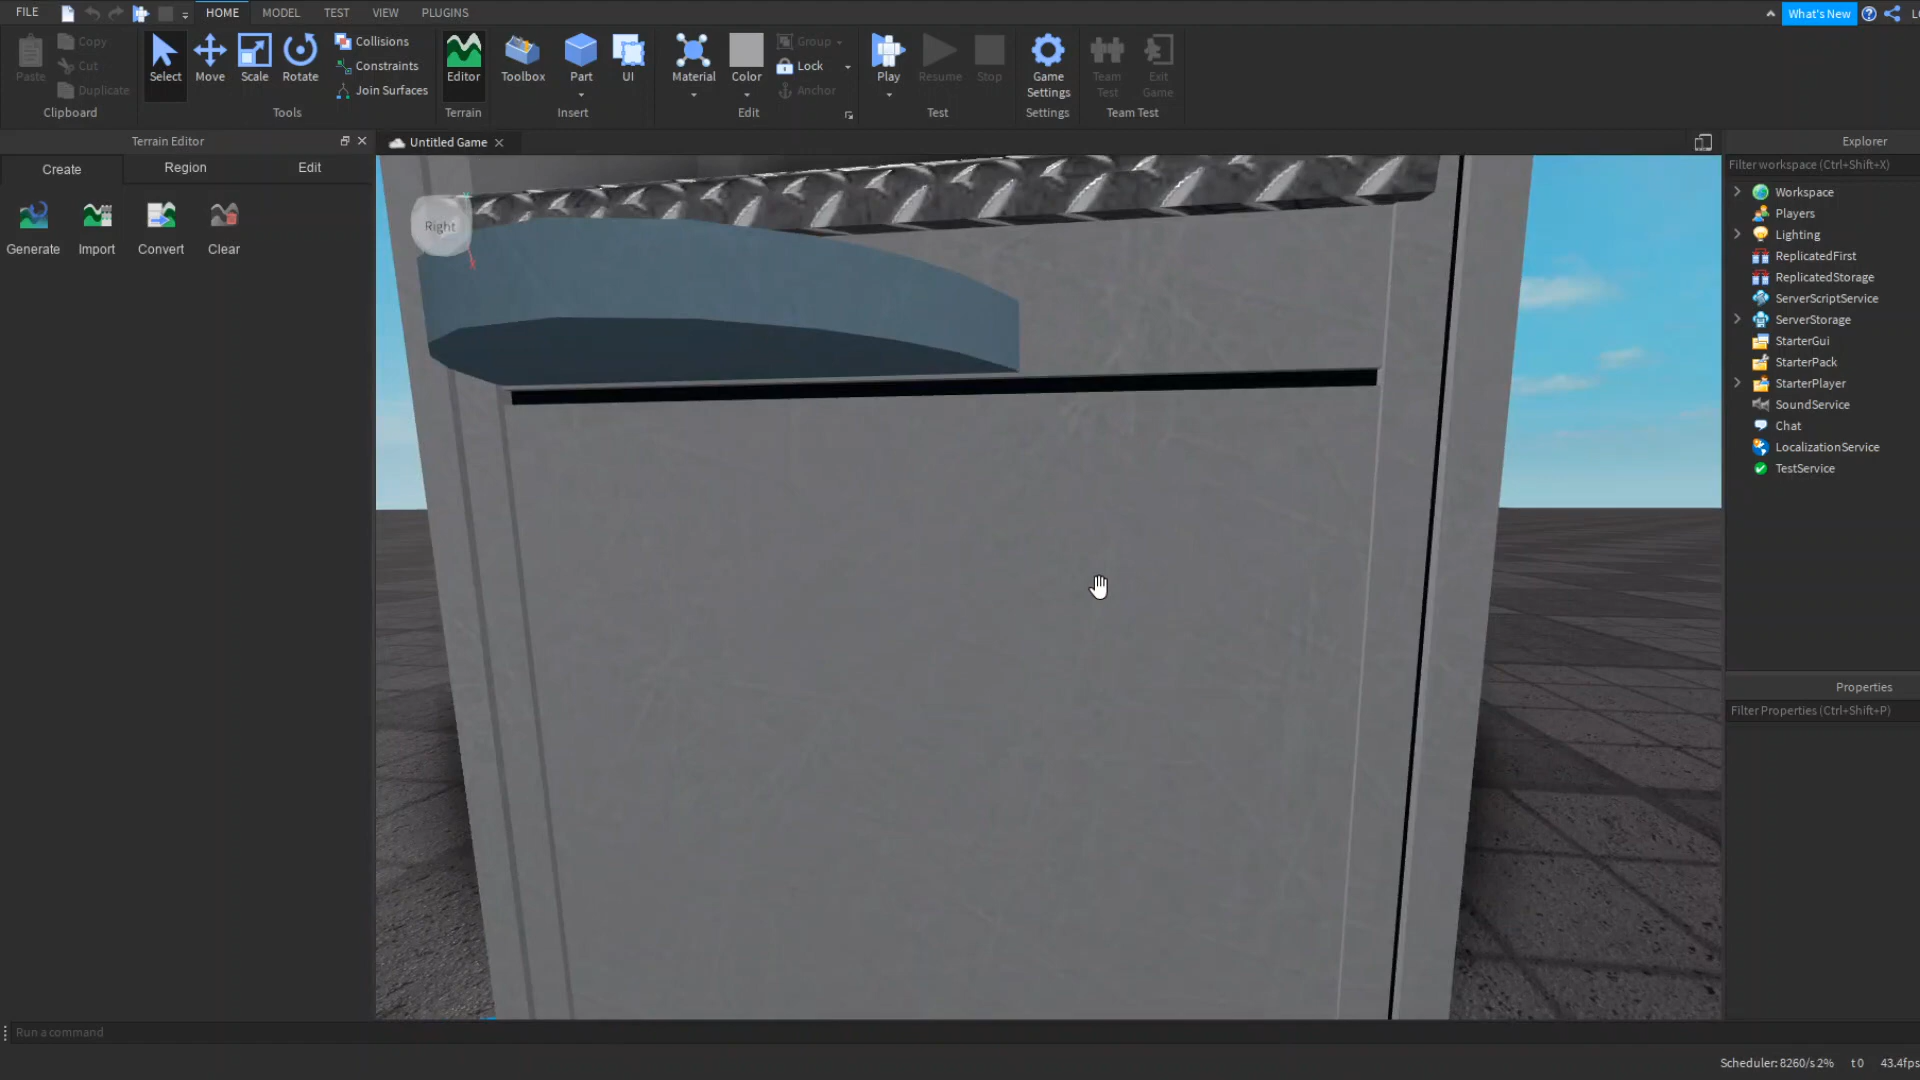 FILE HOME MODEL TEST VIEW PLUGINS What's New
Paste Copy Cut Duplicate Clipboard
Select Move Scale Rotate Collisions Constraints Join Surfaces Tools
Editor Terrain
Toolbox Part UI Insert
Material Color Group Lock Anchor Edit
Play Resume Stop Test
Game Settings Settings
Team Test Exit Game Team Test
Terrain Editor
Create Region Edit
Generate Import Convert Clear
Untitled Game
Right
X
Explorer
Filter workspace (Ctrl+Shift+X)
Workspace
Players
Lighting
ReplicatedFirst
ReplicatedStorage
ServerScriptService
ServerStorage
StarterGui
StarterPack
StarterPlayer
SoundService
Chat
LocalizationService
TestService
Properties
Filter Properties (Ctrl+Shift+P)
Run a command
Scheduler: 8260/s 2% t 0 43.4fps